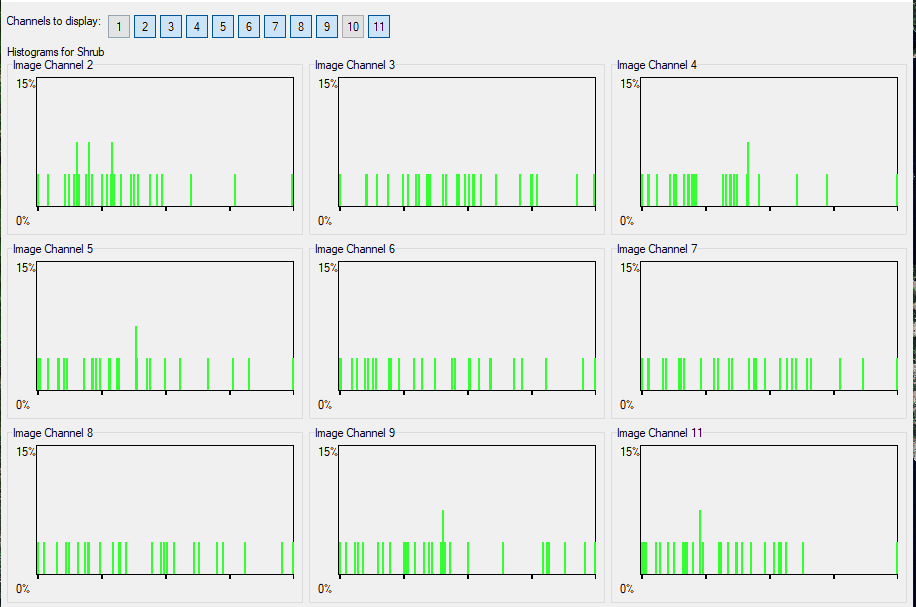 Channels to display: 1 2 3 4 5 6 7 8 9 10 11
Histograms for Shrub
Image Channel 2 Image Channel 3 Image Channel 4
15% 15% 15%
0% 0% 0%
Image Channel 5 Image Channel 6 Image Channel 7
15% 15% 15%
0% 0% 0%
Image Channel 8 Image Channel 9 Image Channel 11
15% 15% 15%
0% 0% 0%